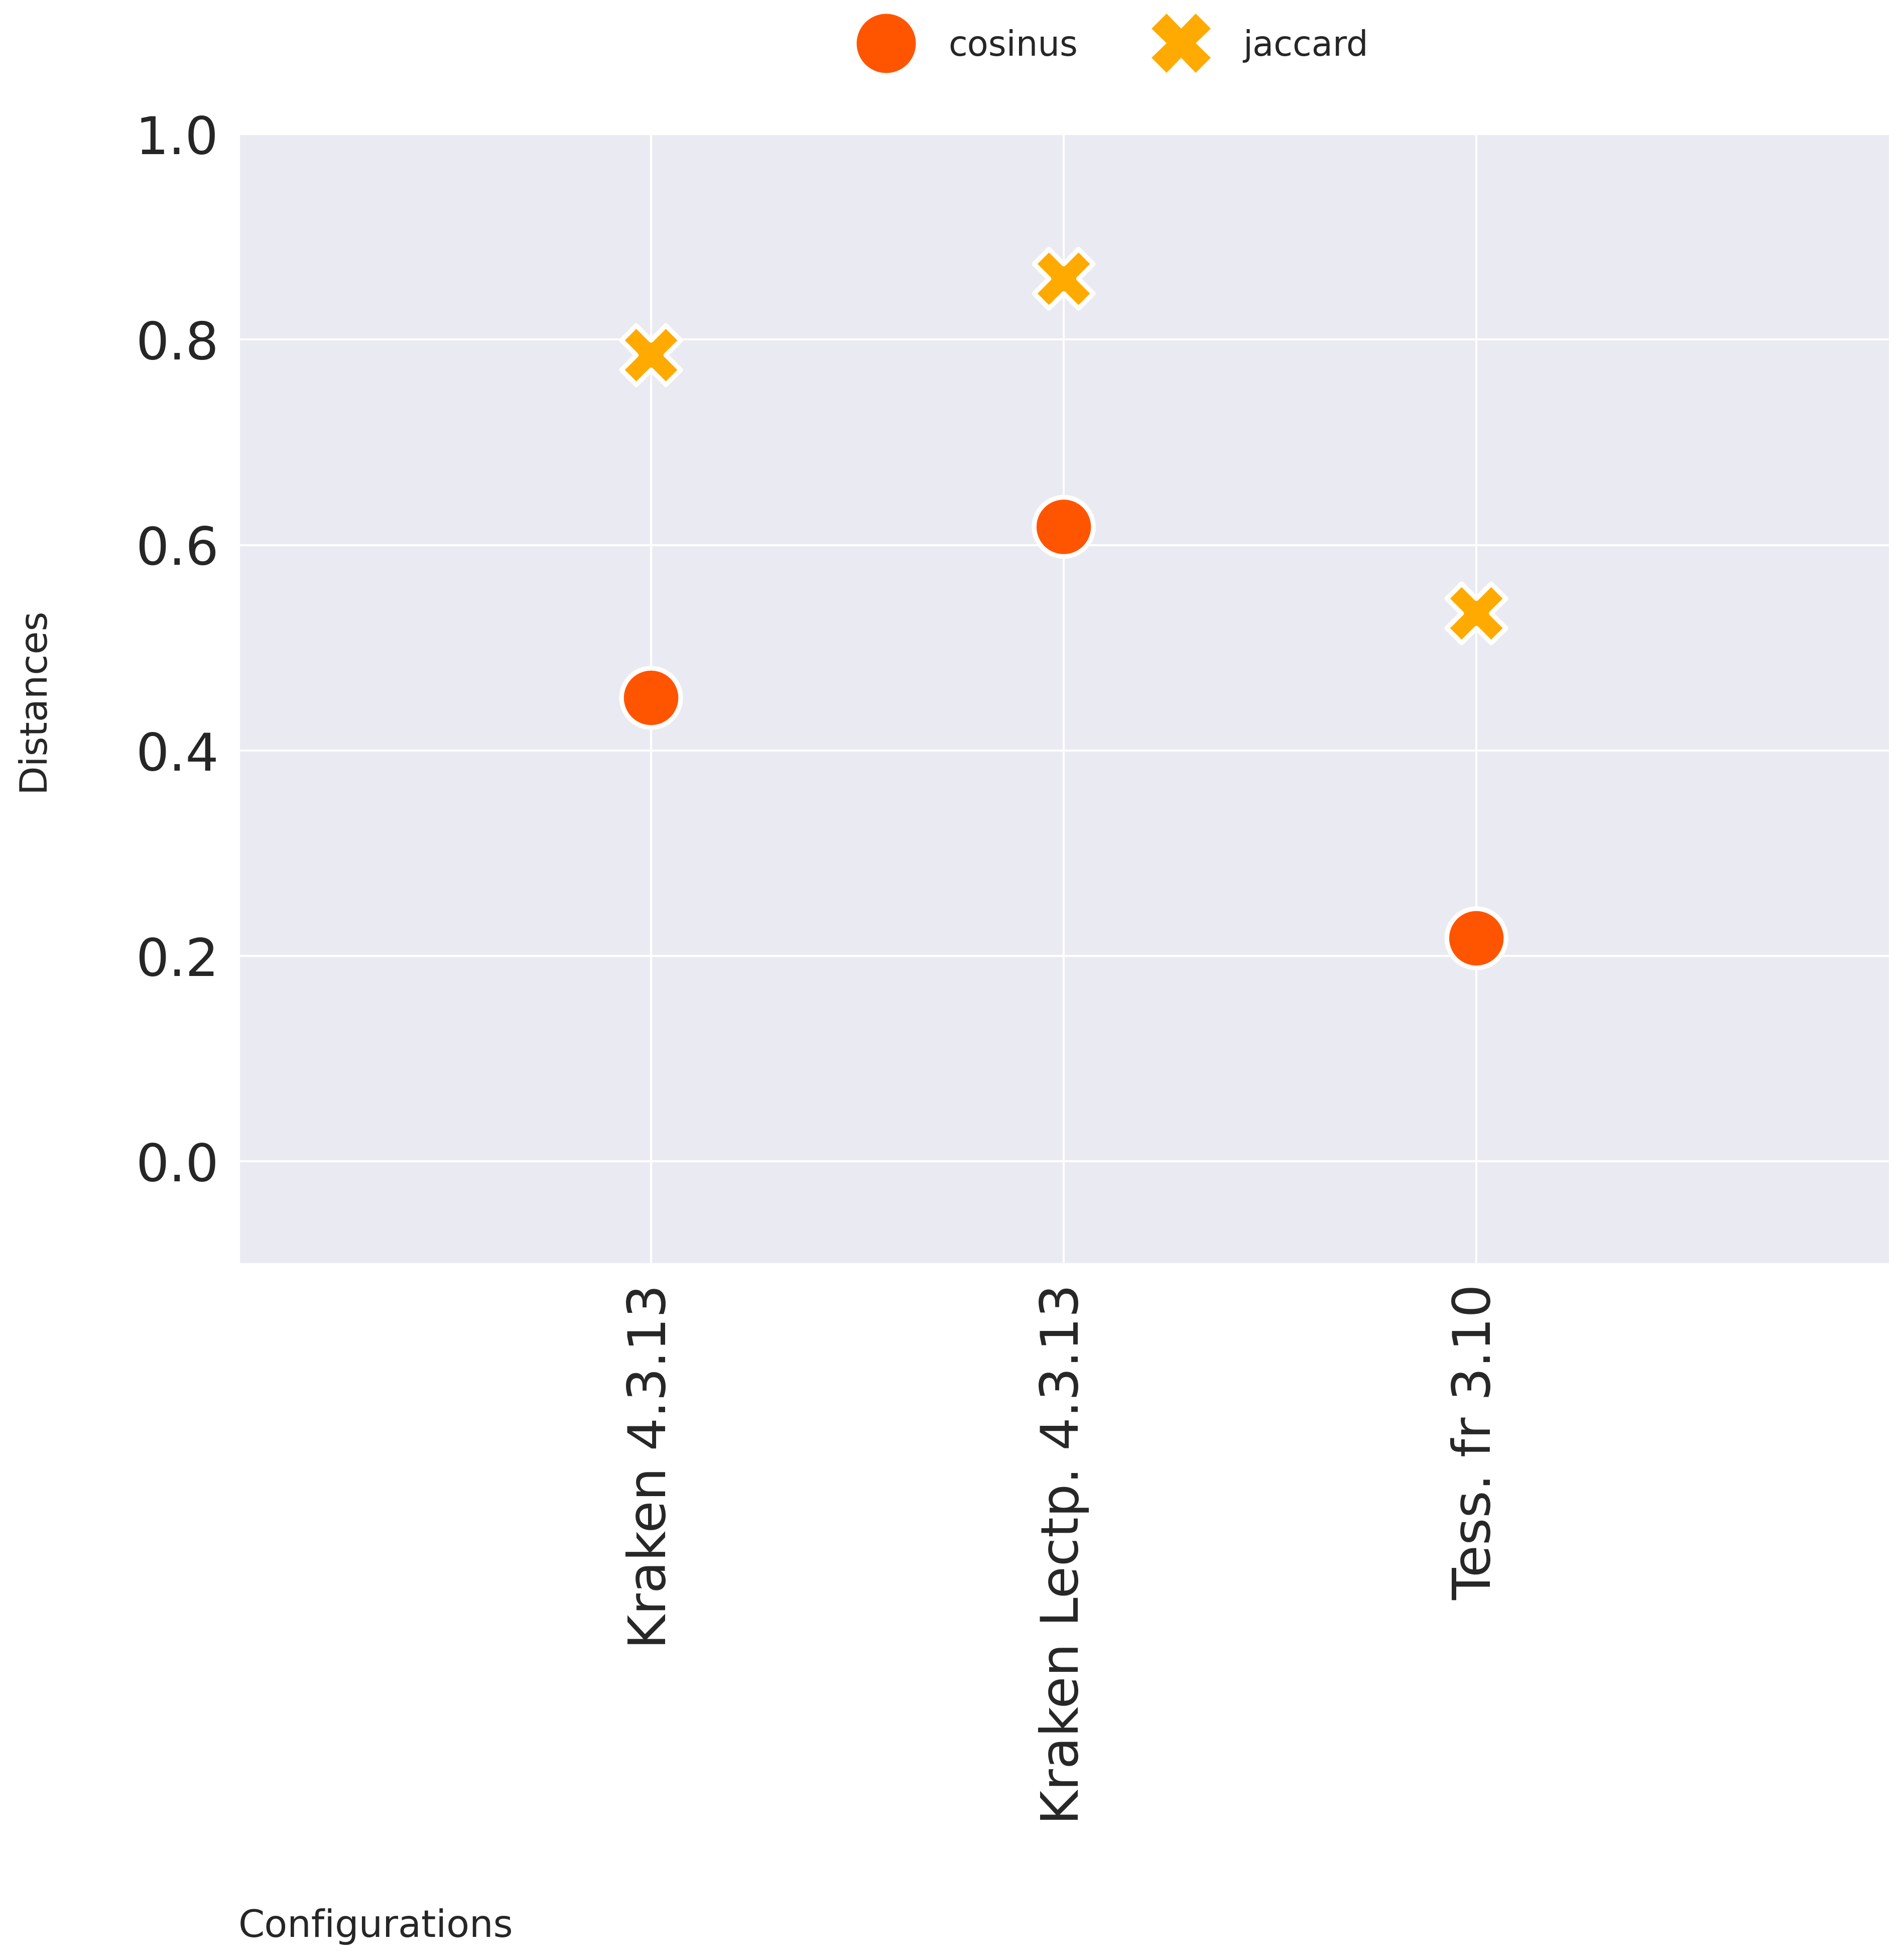 cosinus
jaccard
1.0
0.8
0.6
0.4
0.2
0.0
Distances
Kraken 4.3.13
Kraken Lectp. 4.3.13
Tess. fr 3.10
Configurations